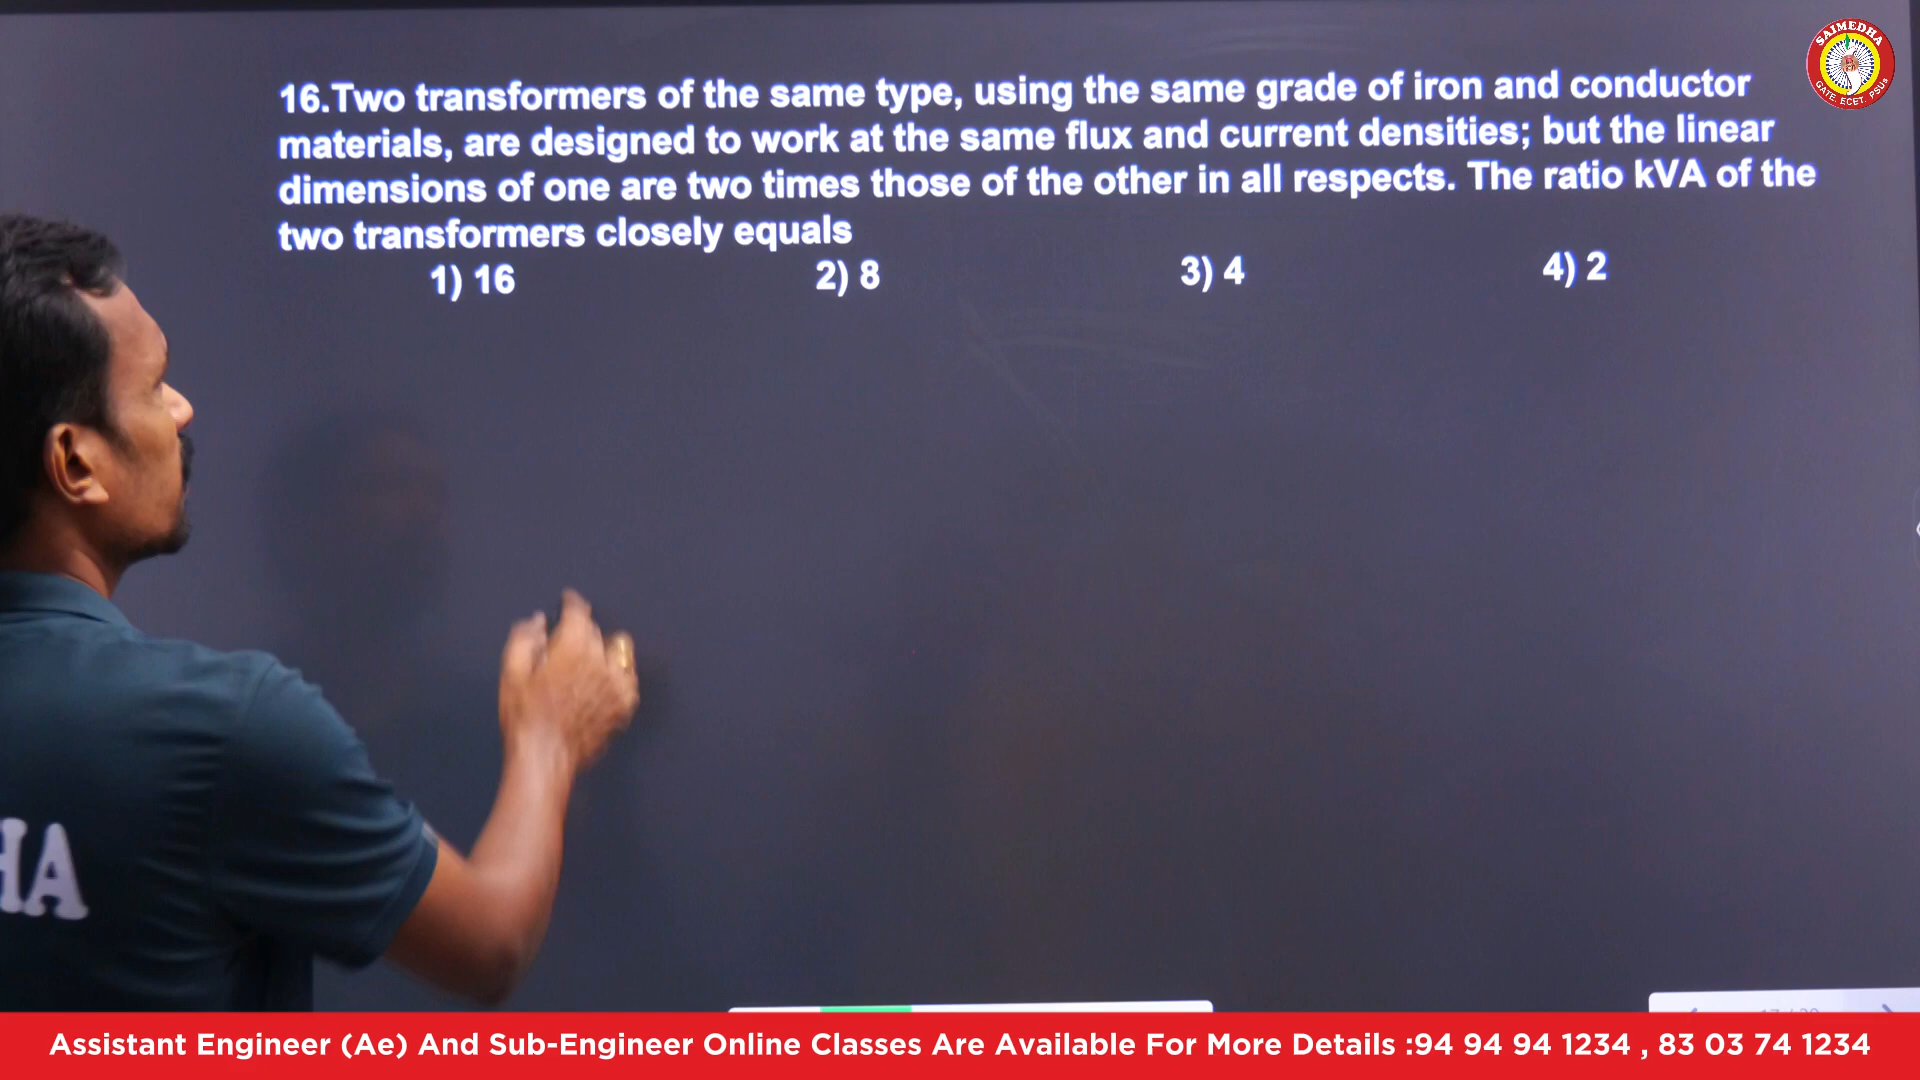 SAIMEDHA
GATE. ECET. PSUs
16.Two transformers of the same type, using the same grade of iron and conductor
materials, are designed to work at the same flux and current densities; but the linear
dimensions of one are two times those of the other in all respects. The ratio kVA of the
two transformers closely equals
1) 16 2) 8 3) 4 4) 2
HA
Assistant Engineer (Ae) And Sub-Engineer Online Classes Are Available For More Details :94 94 94 1234 , 83 03 74 1234